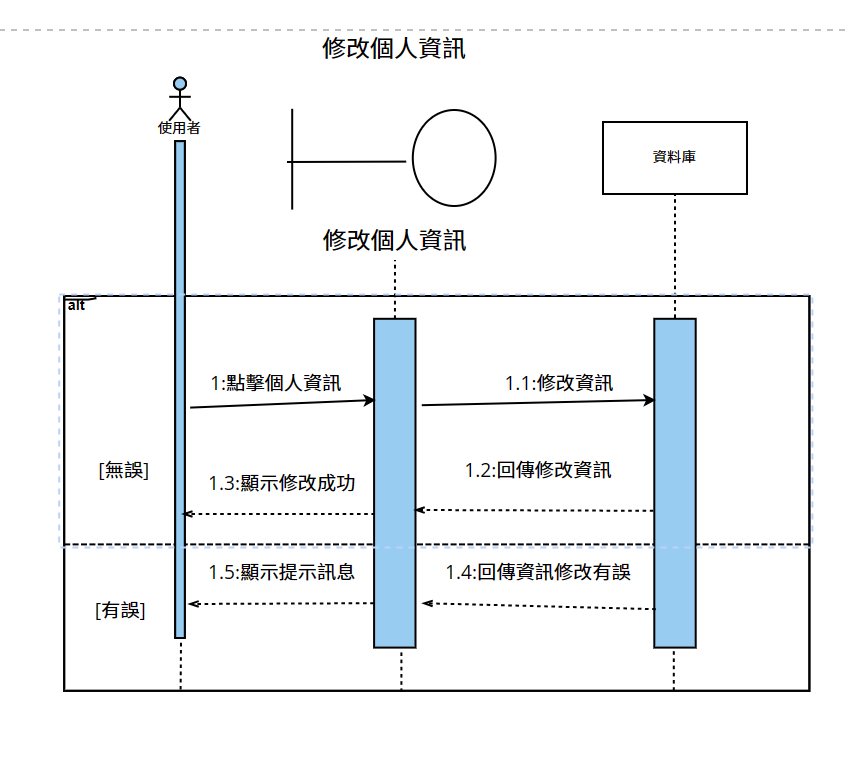 修改個人資訊
使用者
資料庫
修改個人資訊
alt
1:點擊個人資訊
1.1:修改資訊
[無誤]
1.3:顯示修改成功
1.2:回傳修改資訊
1.5:顯示提示訊息
1.4:回傳資訊修改有誤
[有誤]